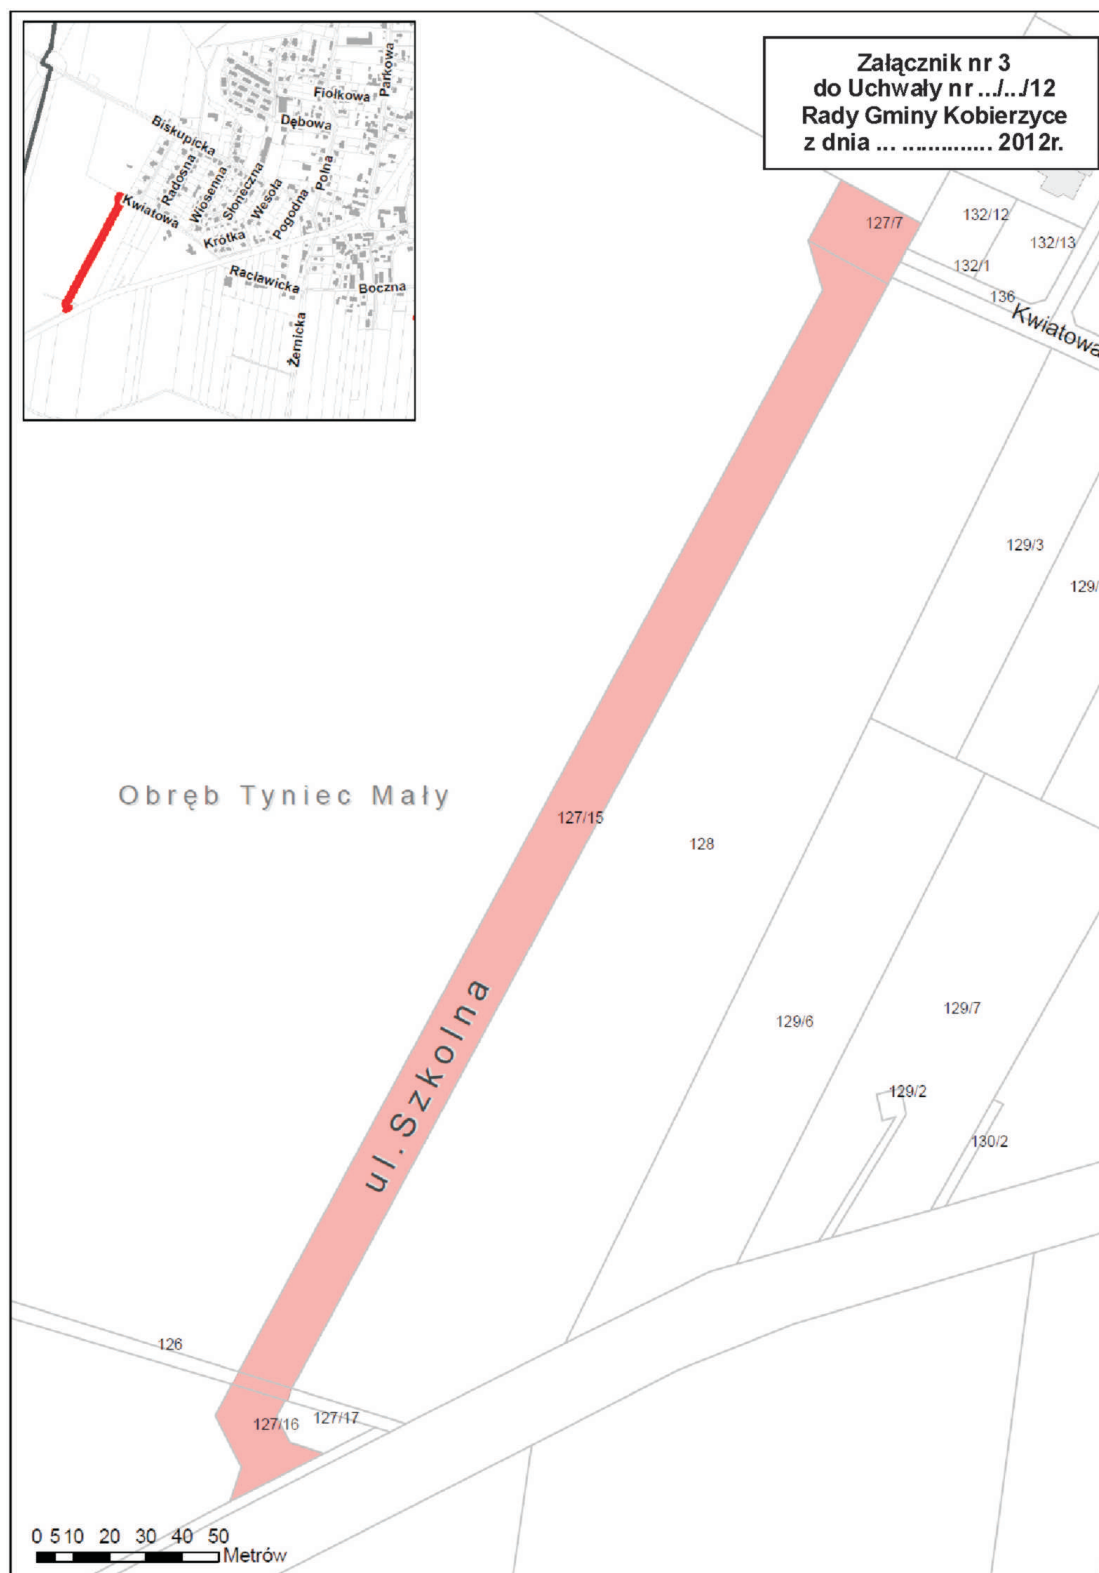 Załącznik nr 3
do Uchwały nr .../.../12
Rady Gminy Kobierzyce
z dnia ... .............. 2012r.
Parkowa
Fiołkowa
Dębowa
Biskupicka
Polna
Radosna
Wiosenna
Słoneczna
Wesoła
Pogodna
Kwiatowa
Krótka
Racławicka
Boczna
Żernicka
127/7
132/12
132/13
132/1
136
Kwiatowa
129/3
129/
Obręb Tyniec Mały
127/15
128
ul. Szkolna
129/6
129/7
129/2
130/2
126
127/16
127/17
0 5 10 20 30 40 50
Metrów